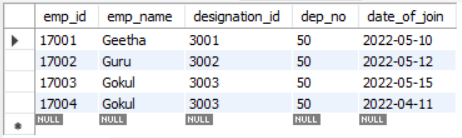 emp_id emp_name designation_id dep_no date_of_join
17001 Geetha 3001 50 2022-05-10
17002 Guru 3002 50 2022-05-12
17003 Gokul 3003 50 2022-05-15
17004 Gokul 3003 50 2022-04-11
NULL NULL NULL NULL NULL